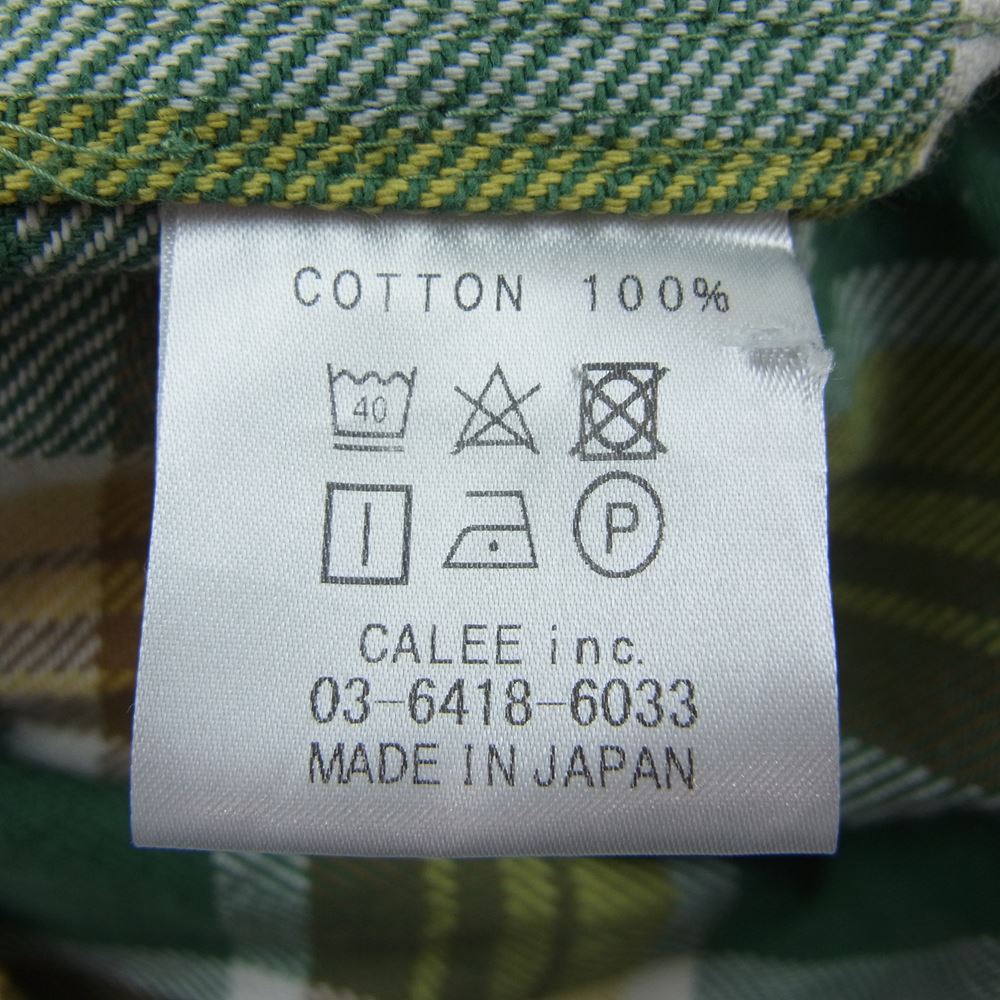 COTTON 100%
40
P
CALEE inc.
03-6418-6033
MADE IN JAPAN